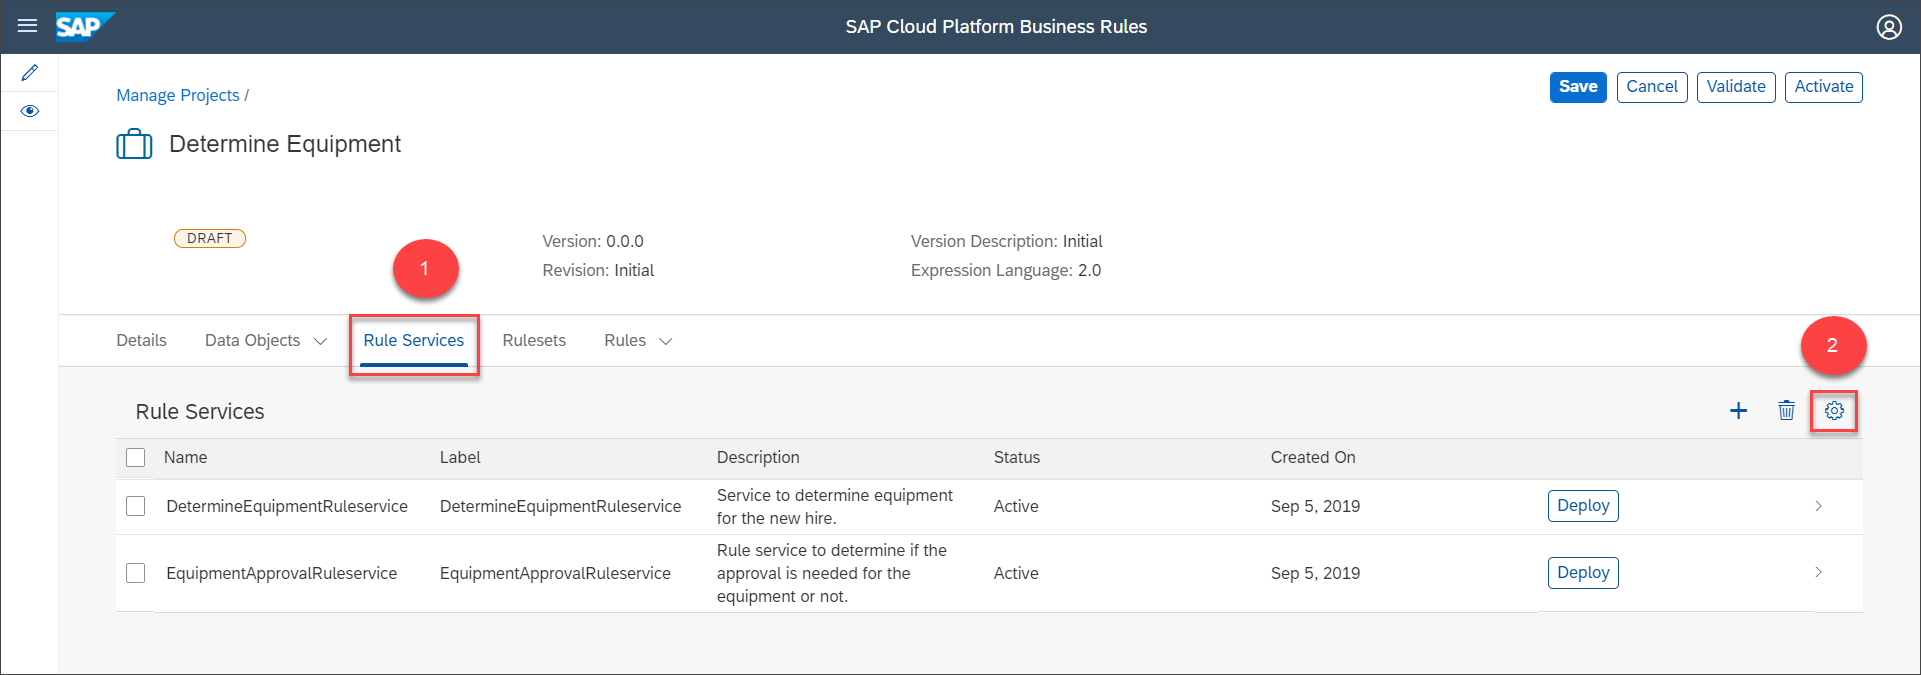 SAP
SAP Cloud Platform Business Rules
Manage Projects /
Save
Cancel
Validate
Activate
Determine Equipment
DRAFT
Version: 0.0.0
Version Description: Initial
Revision: Initial
Expression Language: 2.0
1
Details
Data Objects
Rule Services
Rulesets
Rules
2
Rule Services
Name
Label
Description
Status
Created On
DetermineEquipmentRuleservice
DetermineEquipmentRuleservice
Service to determine equipment
for the new hire.
Active
Sep 5, 2019
Deploy
EquipmentApprovalRuleservice
EquipmentApprovalRuleservice
Rule service to determine if the
approval is needed for the
equipment or not.
Active
Sep 5, 2019
Deploy